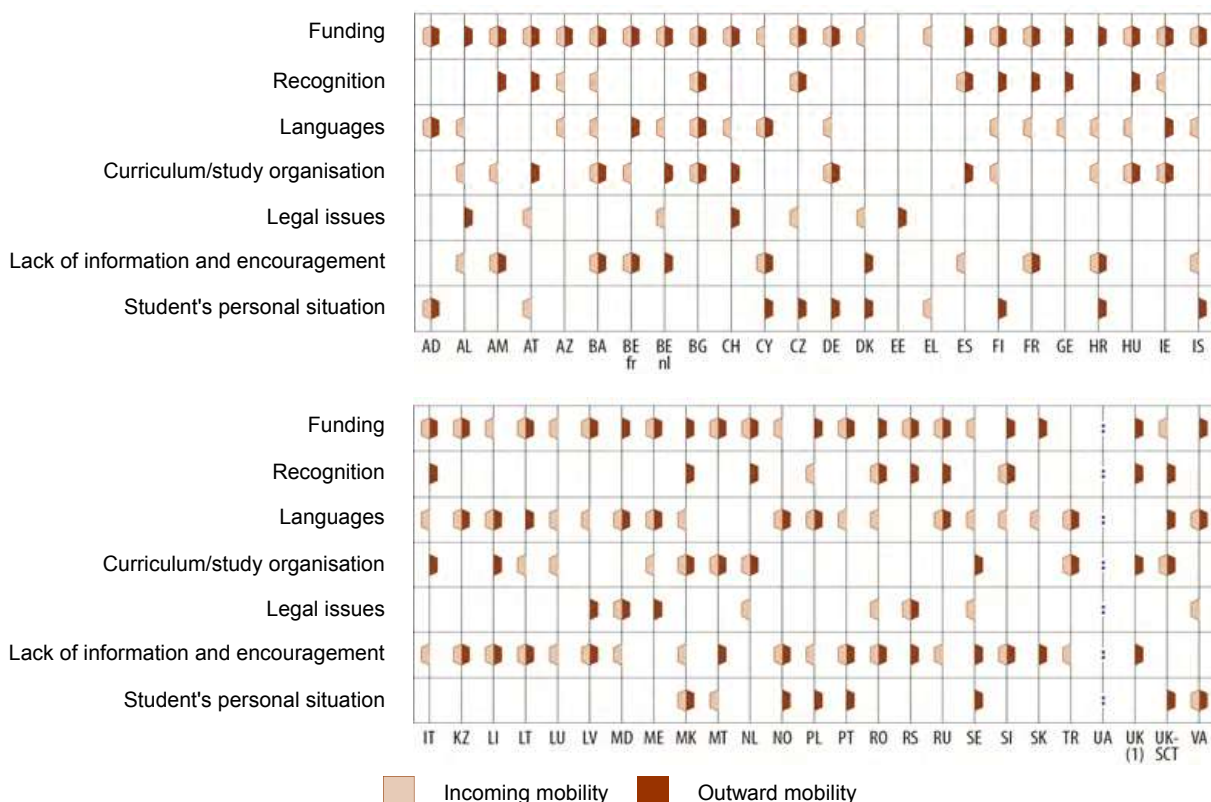 Funding
Recognition
Languages
Curriculum/study organisation
Legal issues
Lack of information and encouragement
Student's personal situation
AD AL AM AT AZ BA BE fr BE nl BG CH CY CZ DE DK EE EL ES FI FR GE HR HU IE IS
Funding
Recognition
Languages
Curriculum/study organisation
Legal issues
Lack of information and encouragement
Student's personal situation
IT KZ LI LT LU LV MD ME MK MT NL NO PL PT RO RS RU SE SI SK TR UA UK (1) UK-SCT VA
Incoming mobility Outward mobility